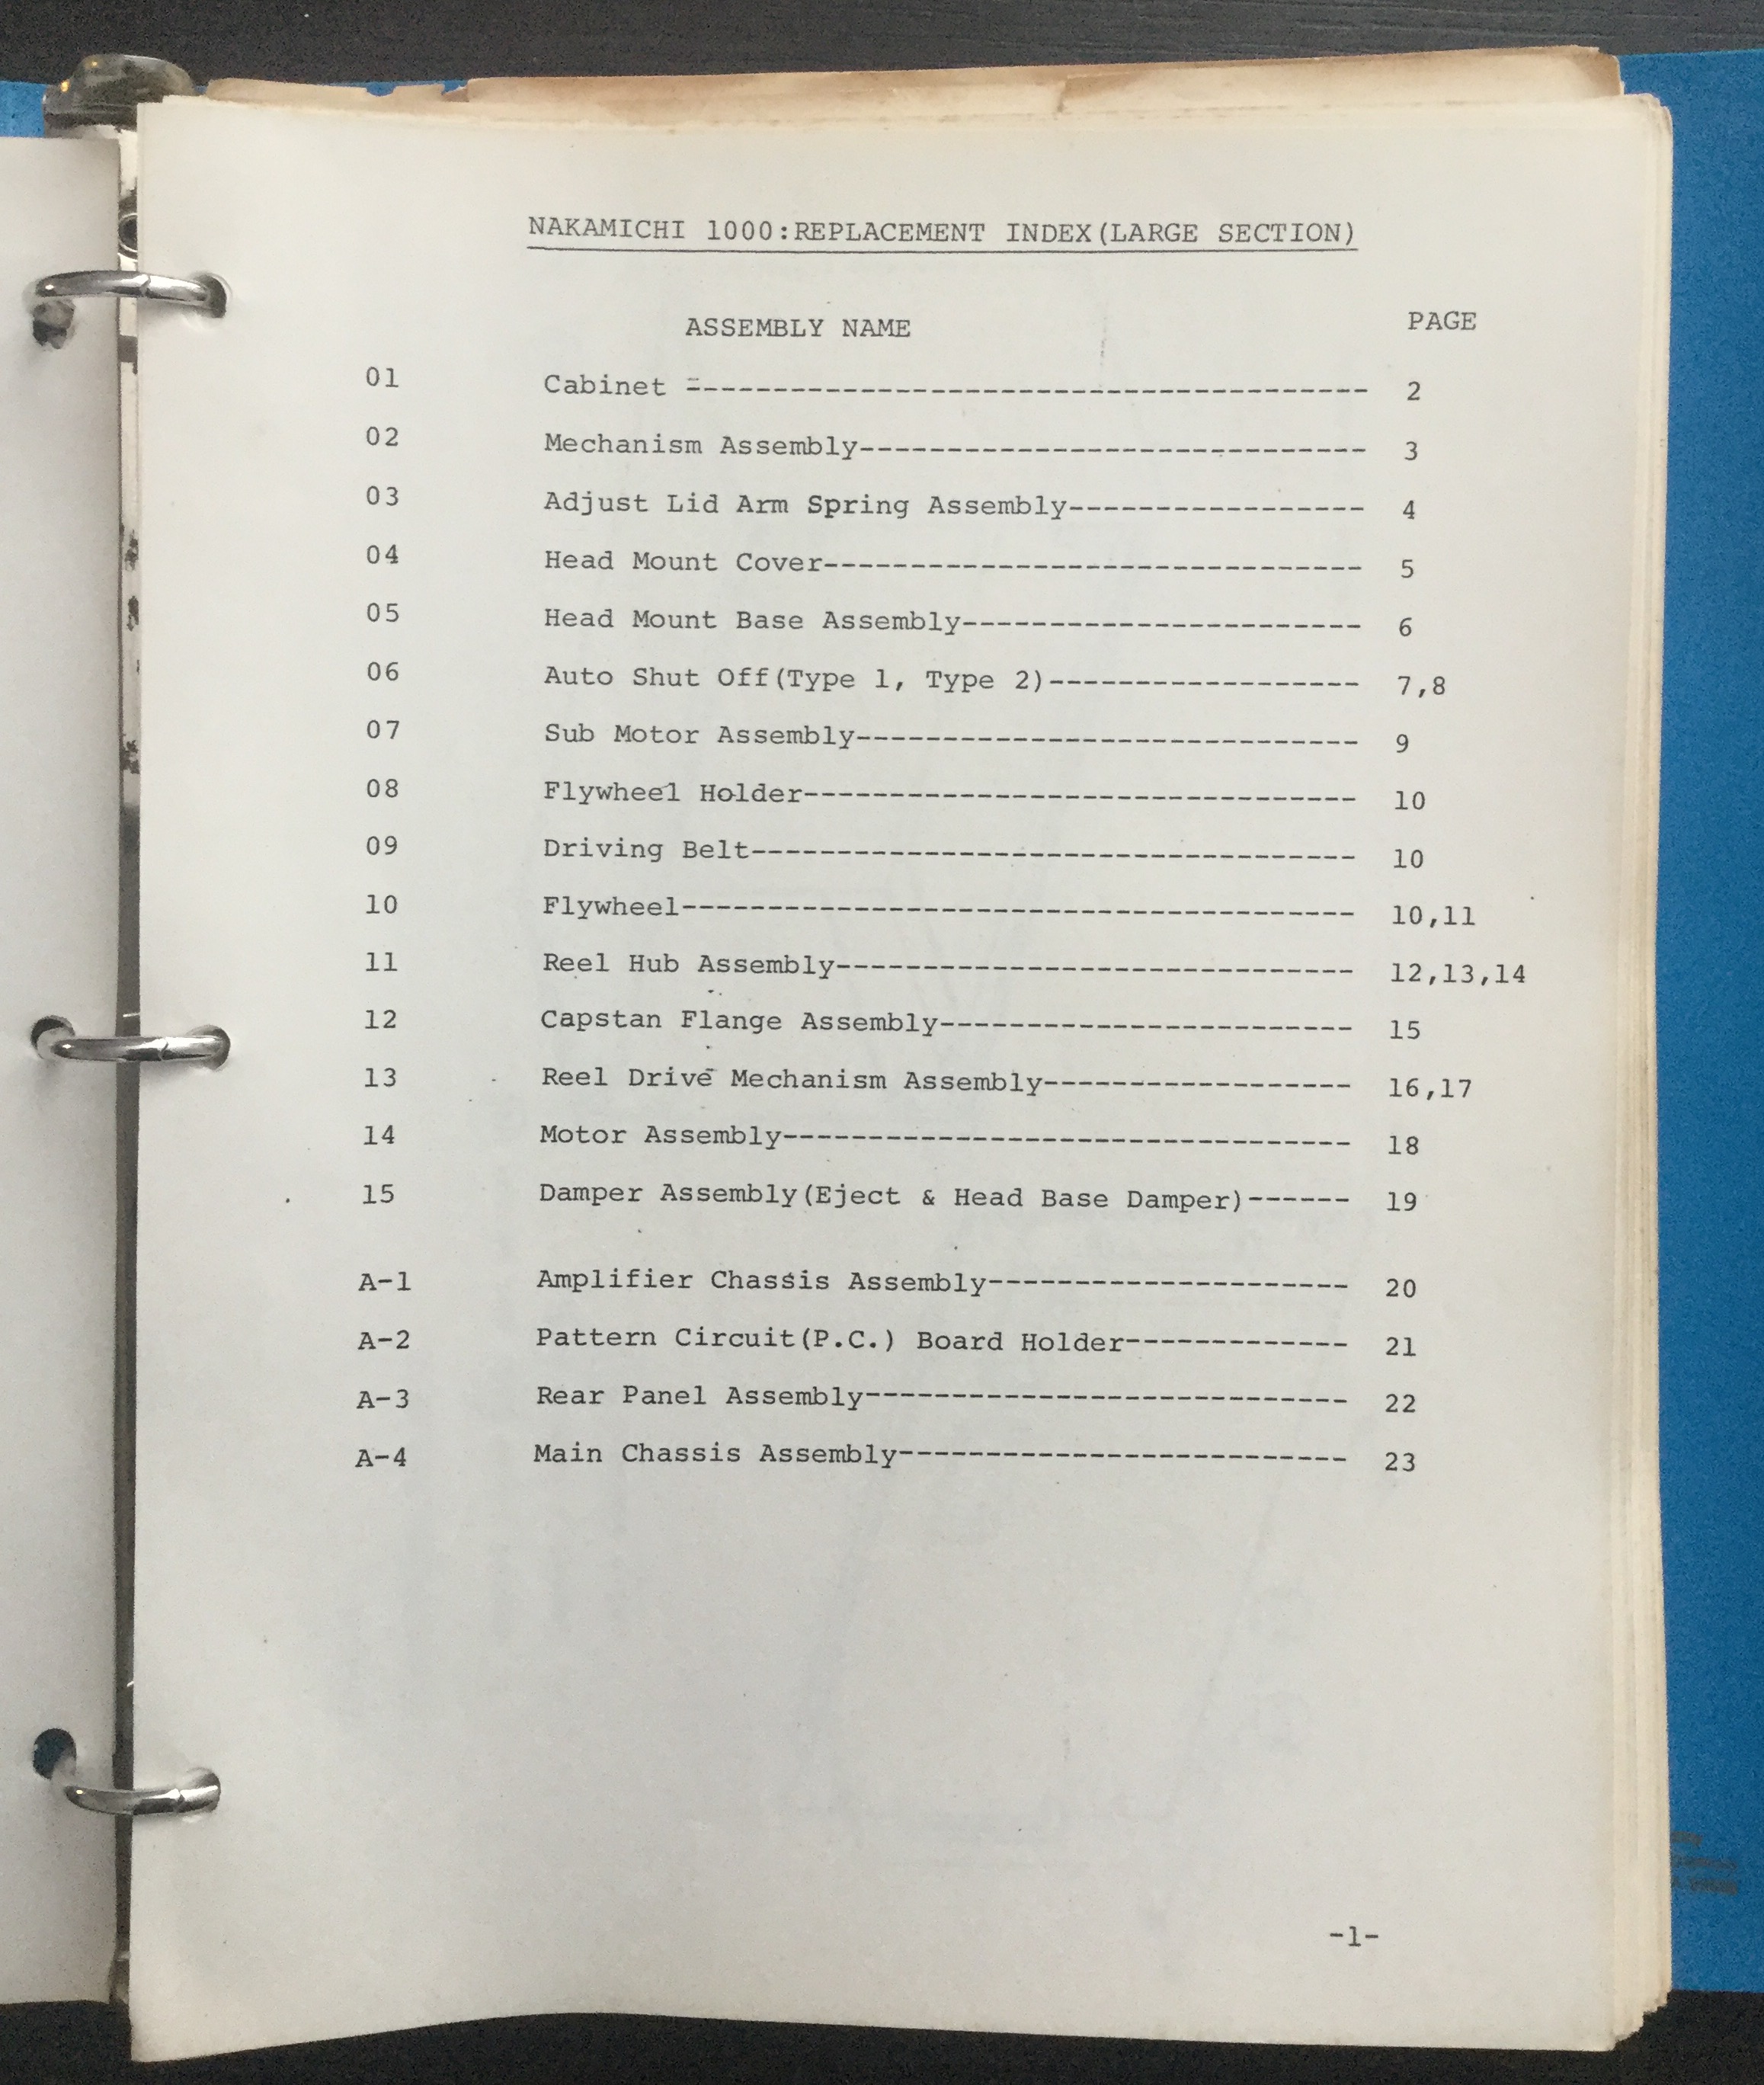 NAKAMICHI 1000:REPLACEMENT INDEX(LARGE SECTION)
ASSEMBLY NAME PAGE
01 Cabinet --------------------------------------- 2
02 Mechanism Assembly----------------------------- 3
03 Adjust Lid Arm Spring Assembly----------------- 4
04 Head Mount Cover------------------------------- 5
05 Head Mount Base Assembly----------------------- 6
06 Auto Shut Off(Type 1, Type 2)------------------ 7,8
07 Sub Motor Assembly----------------------------- 9
08 Flywheel Holder-------------------------------- 10
09 Driving Belt----------------------------------- 10
10 Flywheel--------------------------------------- 10,11
11 Reel Hub Assembly------------------------------ 12,13,14
12 Capstan Flange Assembly------------------------ 15
13 Reel Drive Mechanism Assembly------------------ 16,17
14 Motor Assembly--------------------------------- 18
15 Damper Assembly(Eject & Head Base Damper)------ 19
A-1 Amplifier Chassis Assembly--------------------- 20
A-2 Pattern Circuit(P.C.) Board Holder------------- 21
A-3 Rear Panel Assembly---------------------------- 22
A-4 Main Chassis Assembly-------------------------- 23
-1-